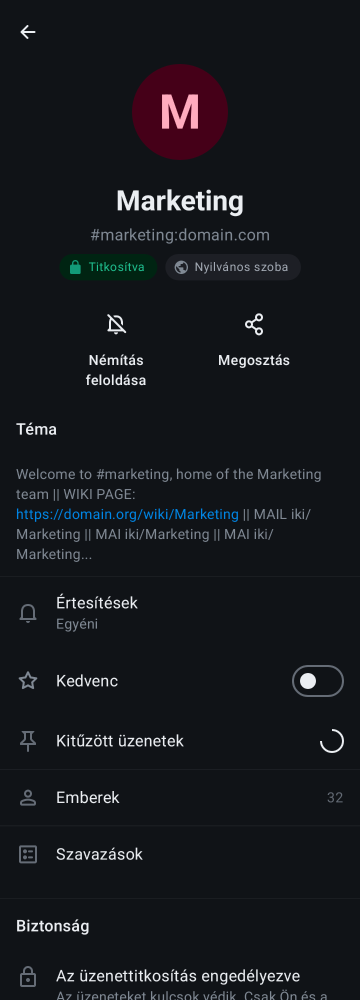 M
Marketing
#marketing:domain.com
Titkosítva
Nyilvános szoba
Némítás
feloldása
Megosztás
Téma
Welcome to #marketing, home of the Marketing
team || WIKI PAGE:
https://domain.org/wiki/Marketing || MAIL iki/
Marketing || MAI iki/Marketing || MAI iki/
Marketing...
Értesítések
Egyéni
Kedvenc
Kitűzött üzenetek
Emberek
32
Szavazások
Biztonság
Az üzenettitkosítás engedélyezve
Az üzeneteket kulcsok védik. Csak Ön és a